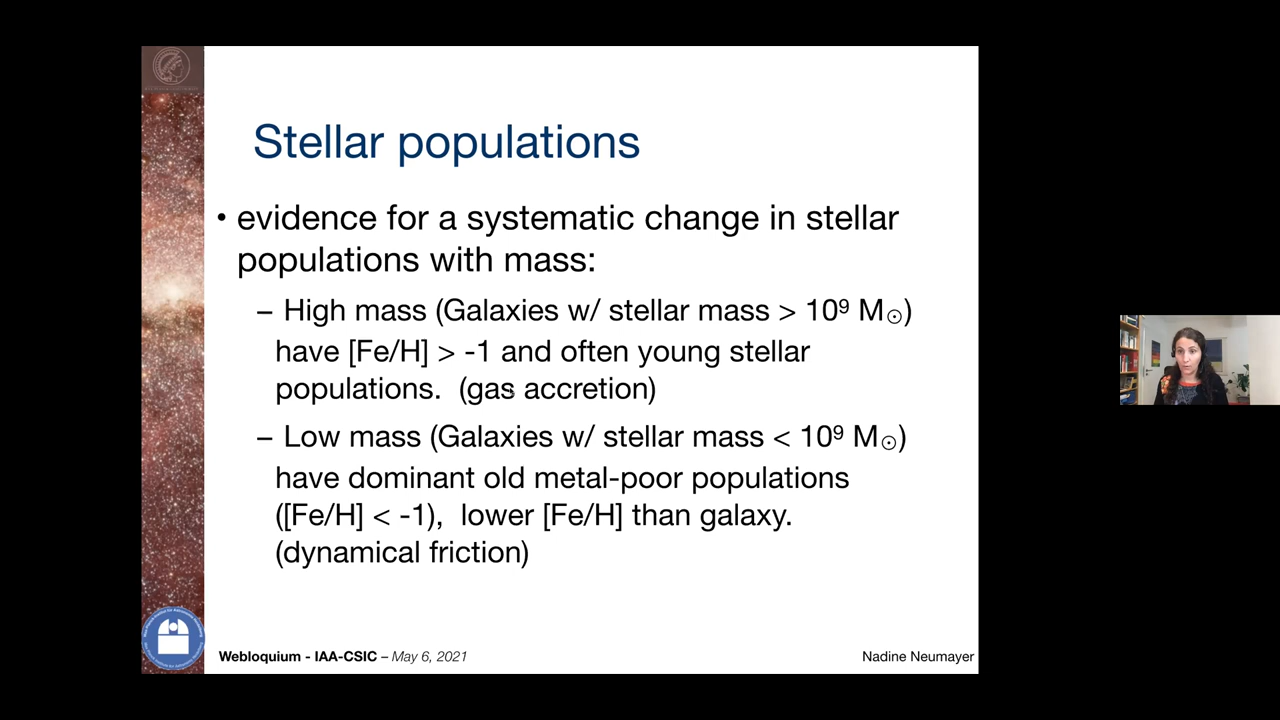 Stellar populations
• evidence for a systematic change in stellar
populations with mass:
– High mass (Galaxies w/ stellar mass > 10⁹ M☉)
have [Fe/H] > -1 and often young stellar
populations. (gas accretion)
– Low mass (Galaxies w/ stellar mass < 10⁹ M☉)
have dominant old metal-poor populations
([Fe/H] < -1), lower [Fe/H] than galaxy.
(dynamical friction)
Webloquium - IAA-CSIC – May 6, 2021
Nadine Neumayer